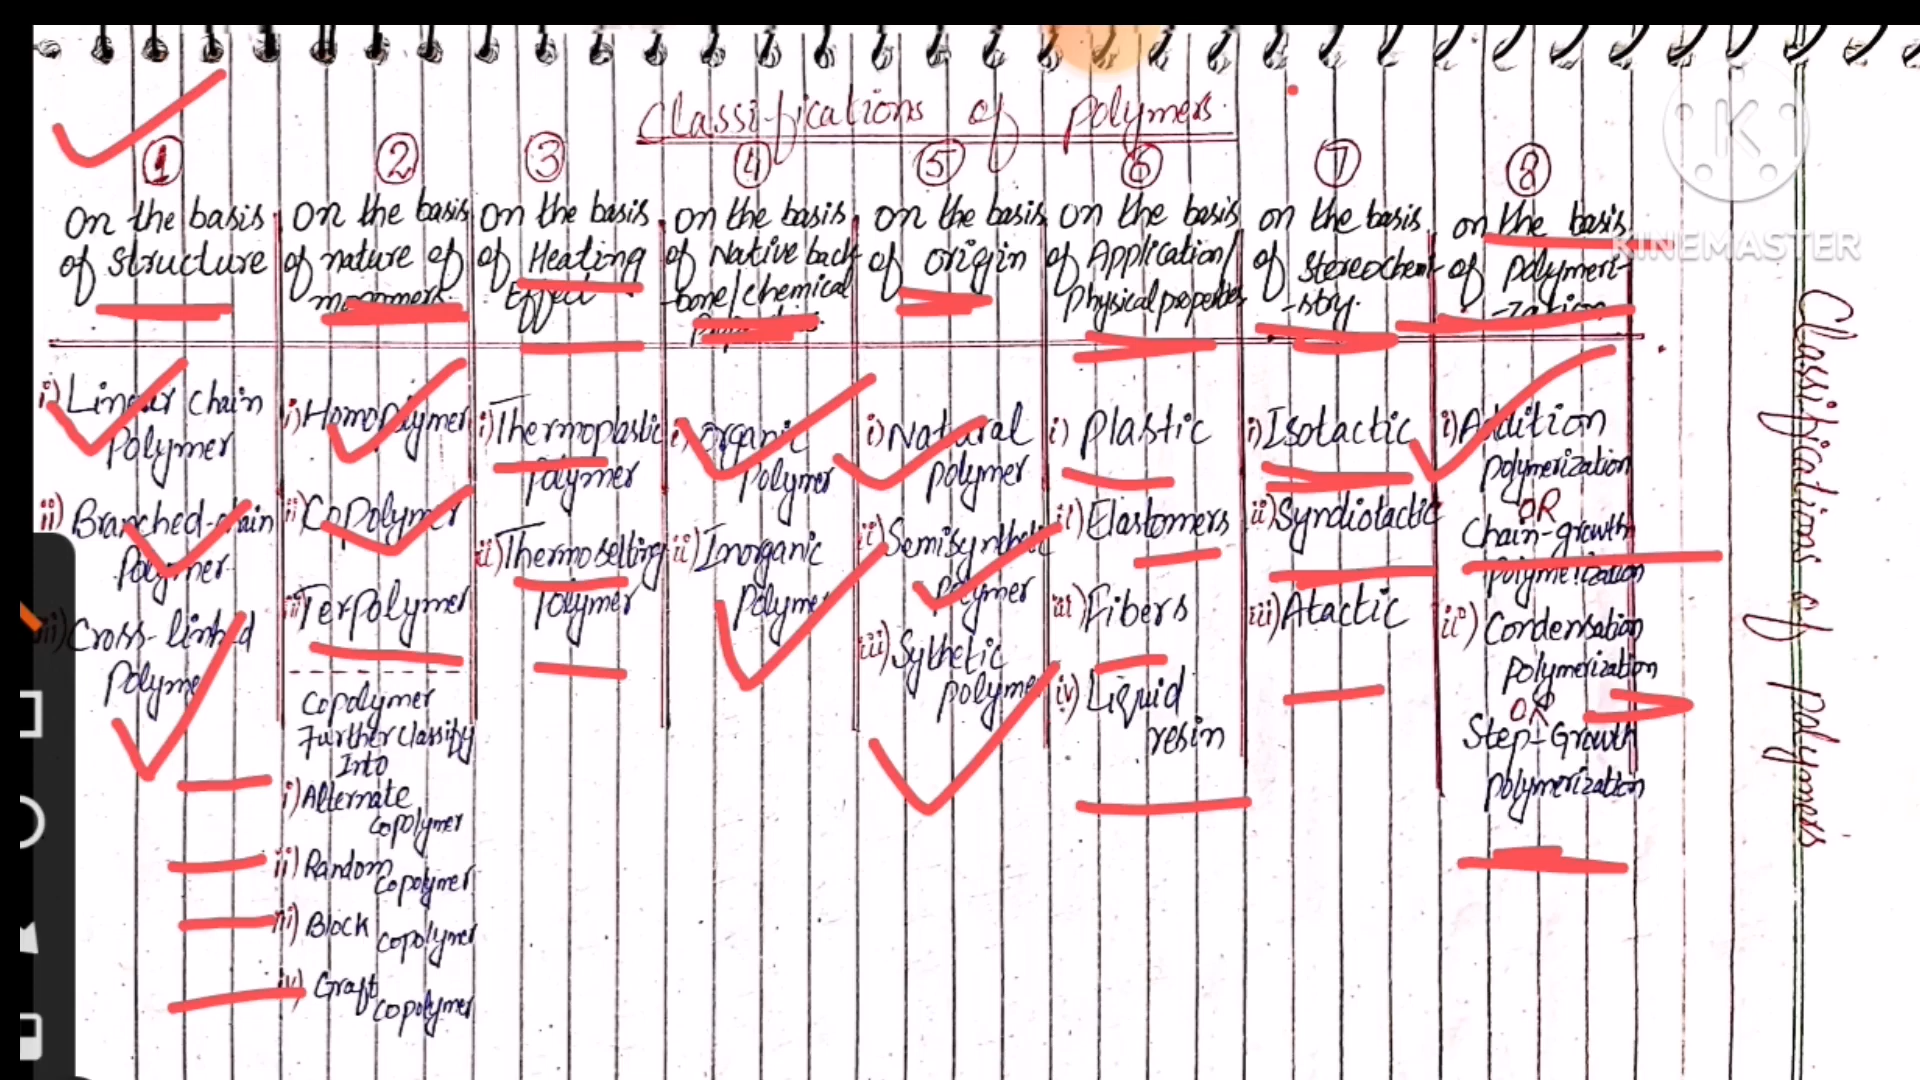 Classifications of Polymers
①
On the basis
of structure
i) Linear chain
Polymer
ii) Branched-chain
Polymer
iii) Cross-linked
Polymer
②
on the basis
of nature of
monomers
i) Homopolymer
ii) Copolymer
iii Terpolymer
Copolymer
Further classify
Into
i) Alternate
copolymer
ii) Random
copolymer
iii) Block
copolymer
iv) Graft
copolymer
③
On the basis
of Heating
Effect
i) Thermoplastic
Polymer
ii) Thermosetting
Polymer
④
on the basis
of Native back
-bone/chemical
i) organic
Polymer
ii) Inorganic
Polymer
⑤
on the basis
of origin
i) Natural
polymer
ii) Semisynthetic
polymer
iii) Sythetic
polymer
⑥
on the basis
of Application/
Physical properties
i) Plastic
ii) Elastomers
iii) Fibers
iv) Liquid
resin
⑦
on the basis
of stereochemi
-stry.
i) Isotactic
ii) Syndiotactic
iii) Atactic
⑧
on the basis
of polymeri-
-zation
i) Addition
polymerization
OR
Chain-growth
polymerization
ii) Condensation
polymerization
OR
Step-Growth
polymerization
KINEMASTER
Classifications of polymers